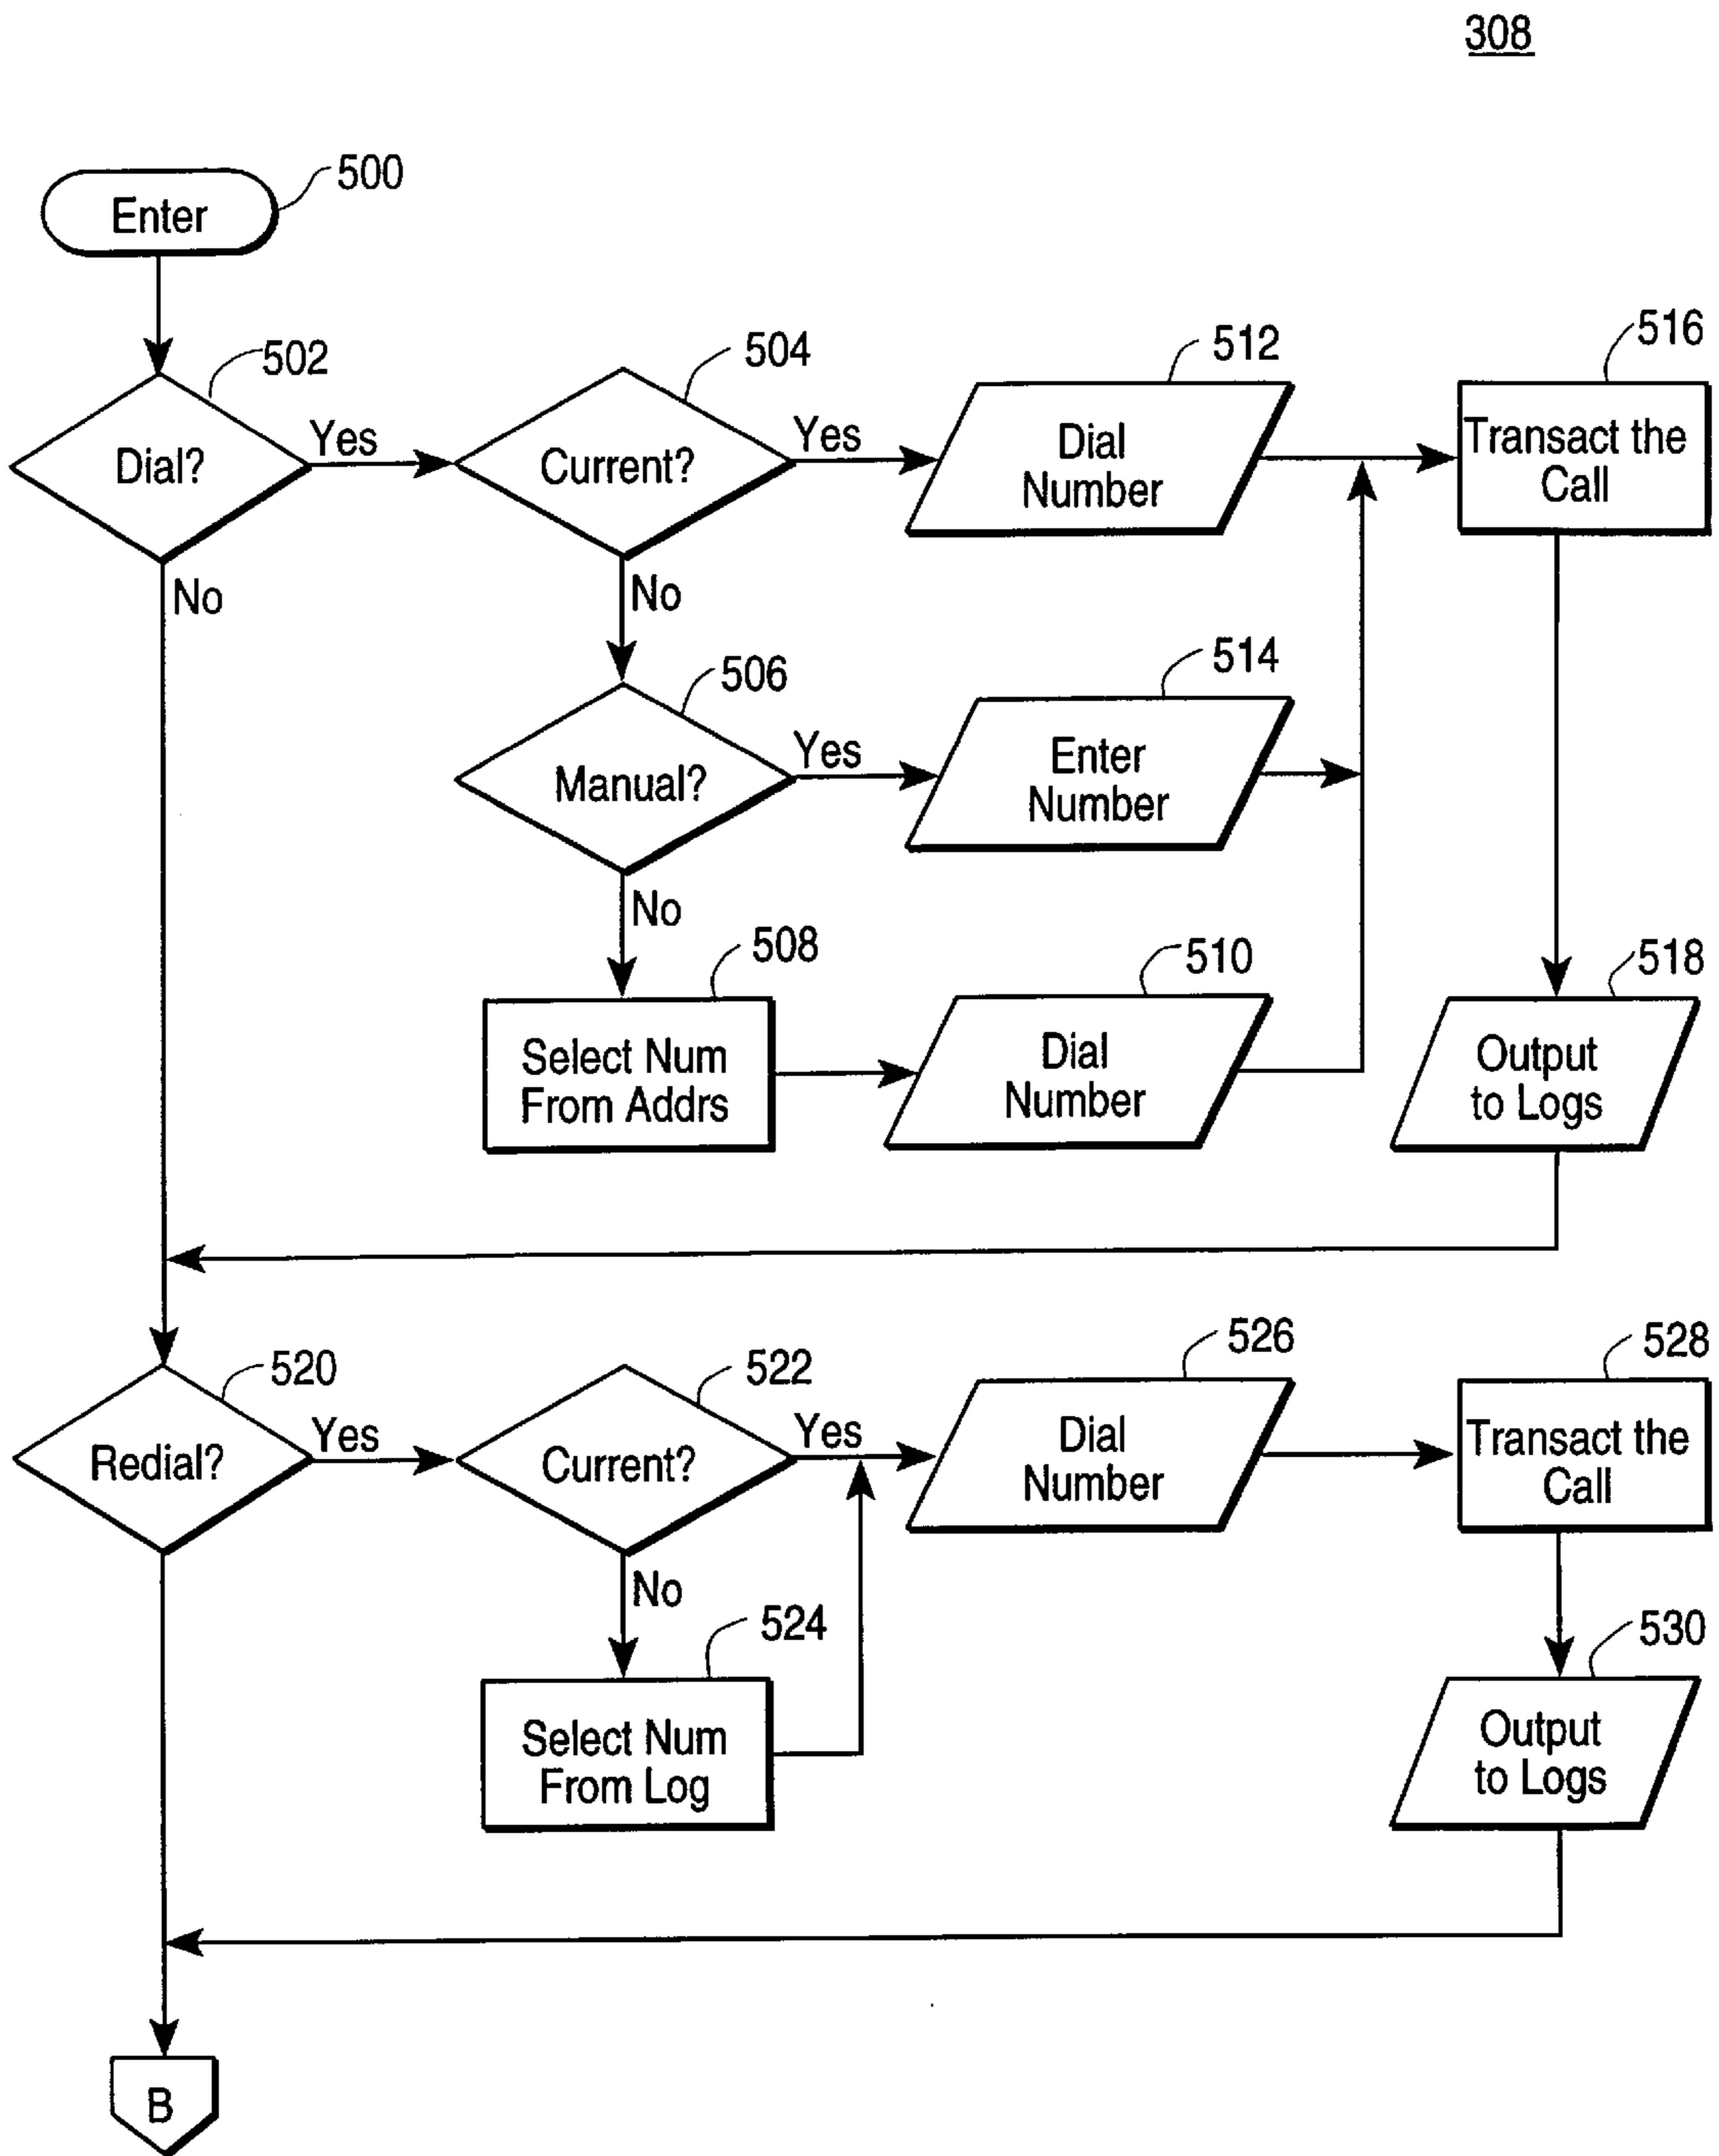 308
500
Enter
502
504
512
516
Dial?
Yes
Current?
Yes
Dial
Number
Transact the
Call
No
No
506
514
Manual?
Yes
Enter
Number
No
508
510
518
Select Num
From Addrs
Dial
Number
Output
to Logs
520
522
526
528
Redial?
Yes
Current?
Yes
Dial
Number
Transact the
Call
No
524
530
Select Num
From Log
Output
to Logs
B